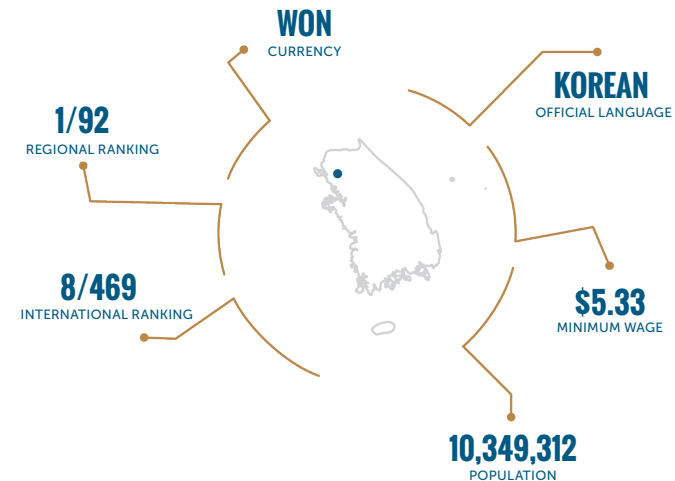 WON
CURRENCY
KOREAN
OFFICIAL LANGUAGE
1/92
REGIONAL RANKING
8/469
INTERNATIONAL RANKING
$5.33
MINIMUM WAGE
10,349,312
POPULATION